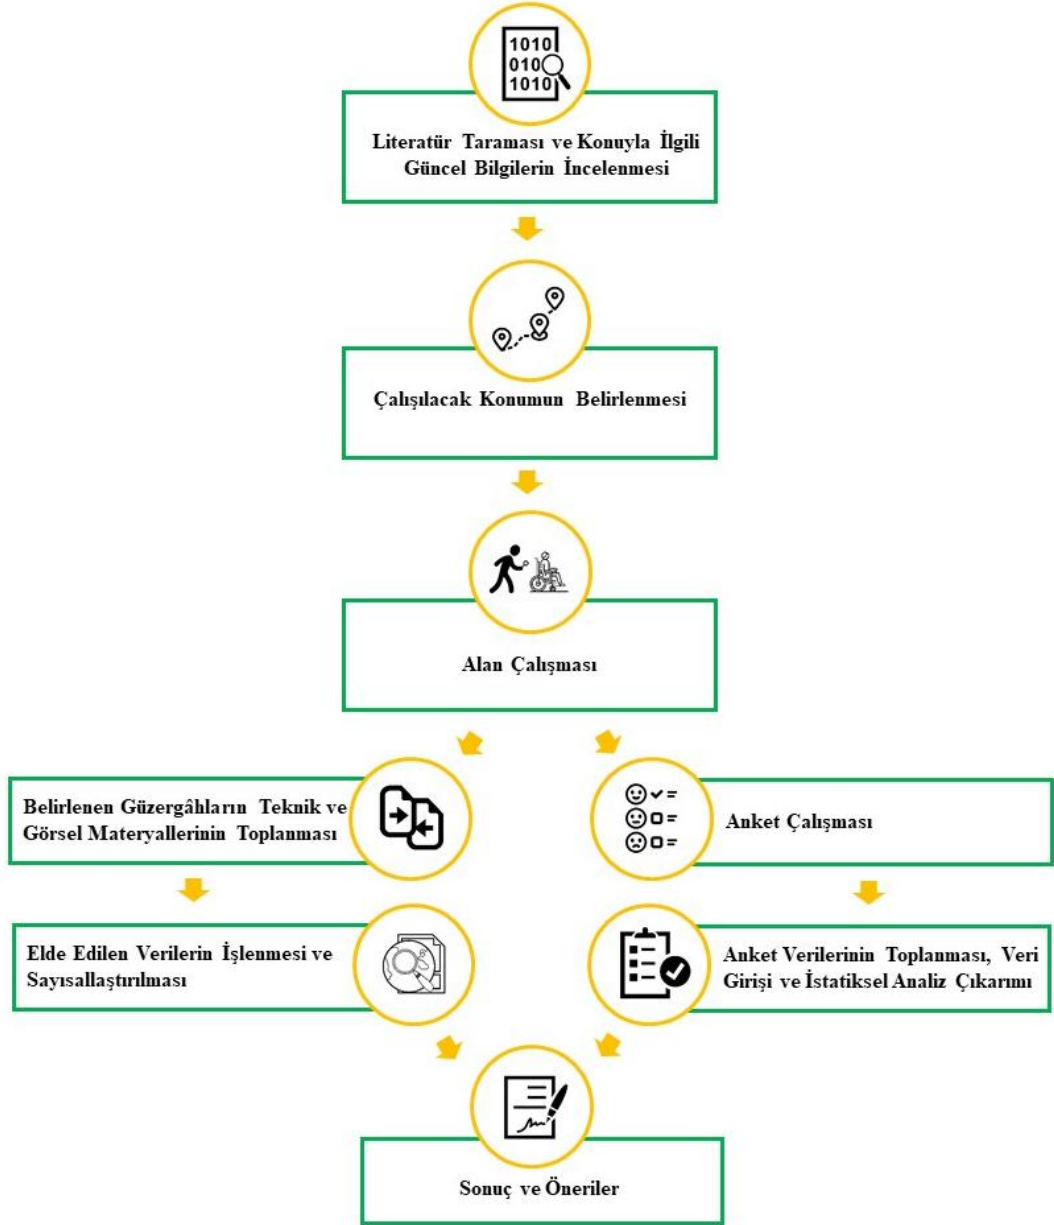 1010
010
1010
Literatür Taraması ve Konuyla İlgili
Güncel Bilgilerin İncelenmesi
Çalışılacak Konumun Belirlenmesi
Alan Çalışması
Belirlenen Güzergâhların Teknik ve
Görsel Materyallerinin Toplanması
Anket Çalışması
Elde Edilen Verilerin İşlenmesi ve
Sayısallaştırılması
Anket Verilerinin Toplanması, Veri
Girişi ve İstatiksel Analiz Çıkarımı
Sonuç ve Öneriler